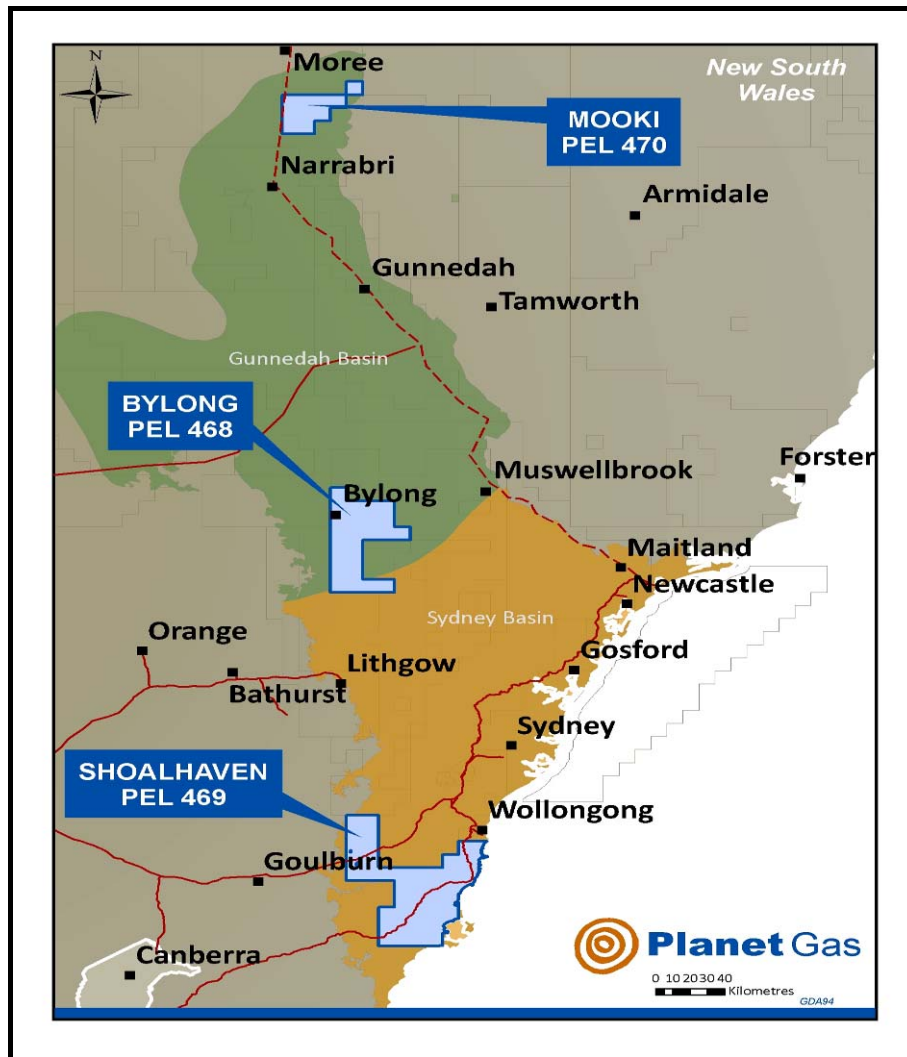 N
Moree
New South
Wales
MOOKI
PEL 470
Narrabri
Armidale
Gunnedah
Tamworth
Gunnedah Basin
BYLONG
PEL 468
Forster
Muswellbrook
Bylong
Maitland
Newcastle
Sydney Basin
Orange
Gosford
Lithgow
Bathurst
Sydney
SHOALHAVEN
PEL 469
Wollongong
Goulburn
Planet Gas
Canberra
0 10 20 30 40
Kilometres
GDA94